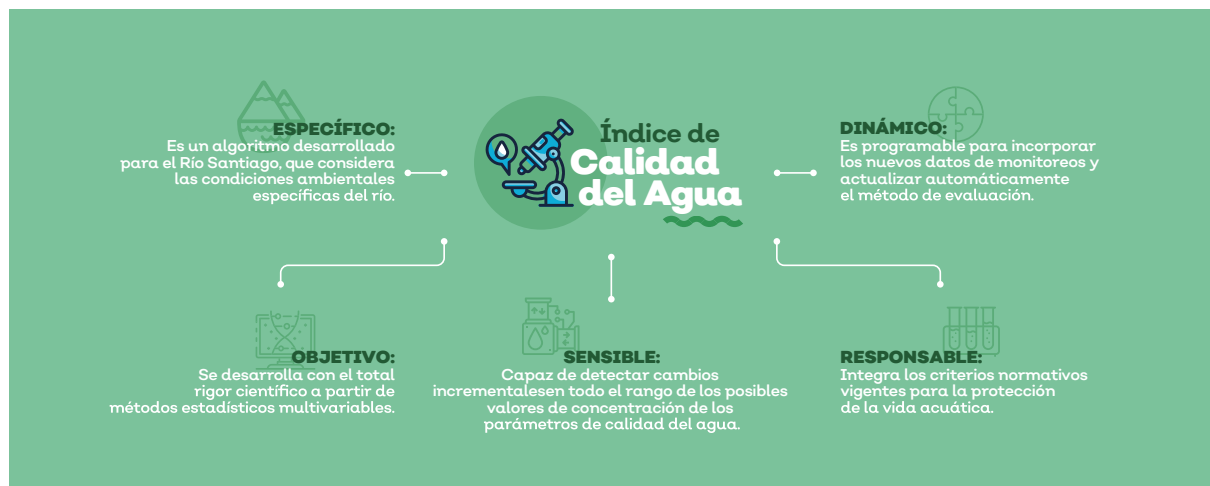 Índice de
Calidad
del Agua
ESPECÍFICO:
Es un algoritmo desarrollado
para el Río Santiago, que considera
las condiciones ambientales
específicas del río.
DINÁMICO:
Es programable para incorporar
los nuevos datos de monitoreos y
actualizar automáticamente
el método de evaluación.
OBJETIVO:
Se desarrolla con el total
rigor científico a partir de
métodos estadísticos multivariables.
SENSIBLE:
Capaz de detectar cambios
incrementalesen todo el rango de los posibles
valores de concentración de los
parámetros de calidad del agua.
RESPONSABLE:
Integra los criterios normativos
vigentes para la protección
de la vida acuática.